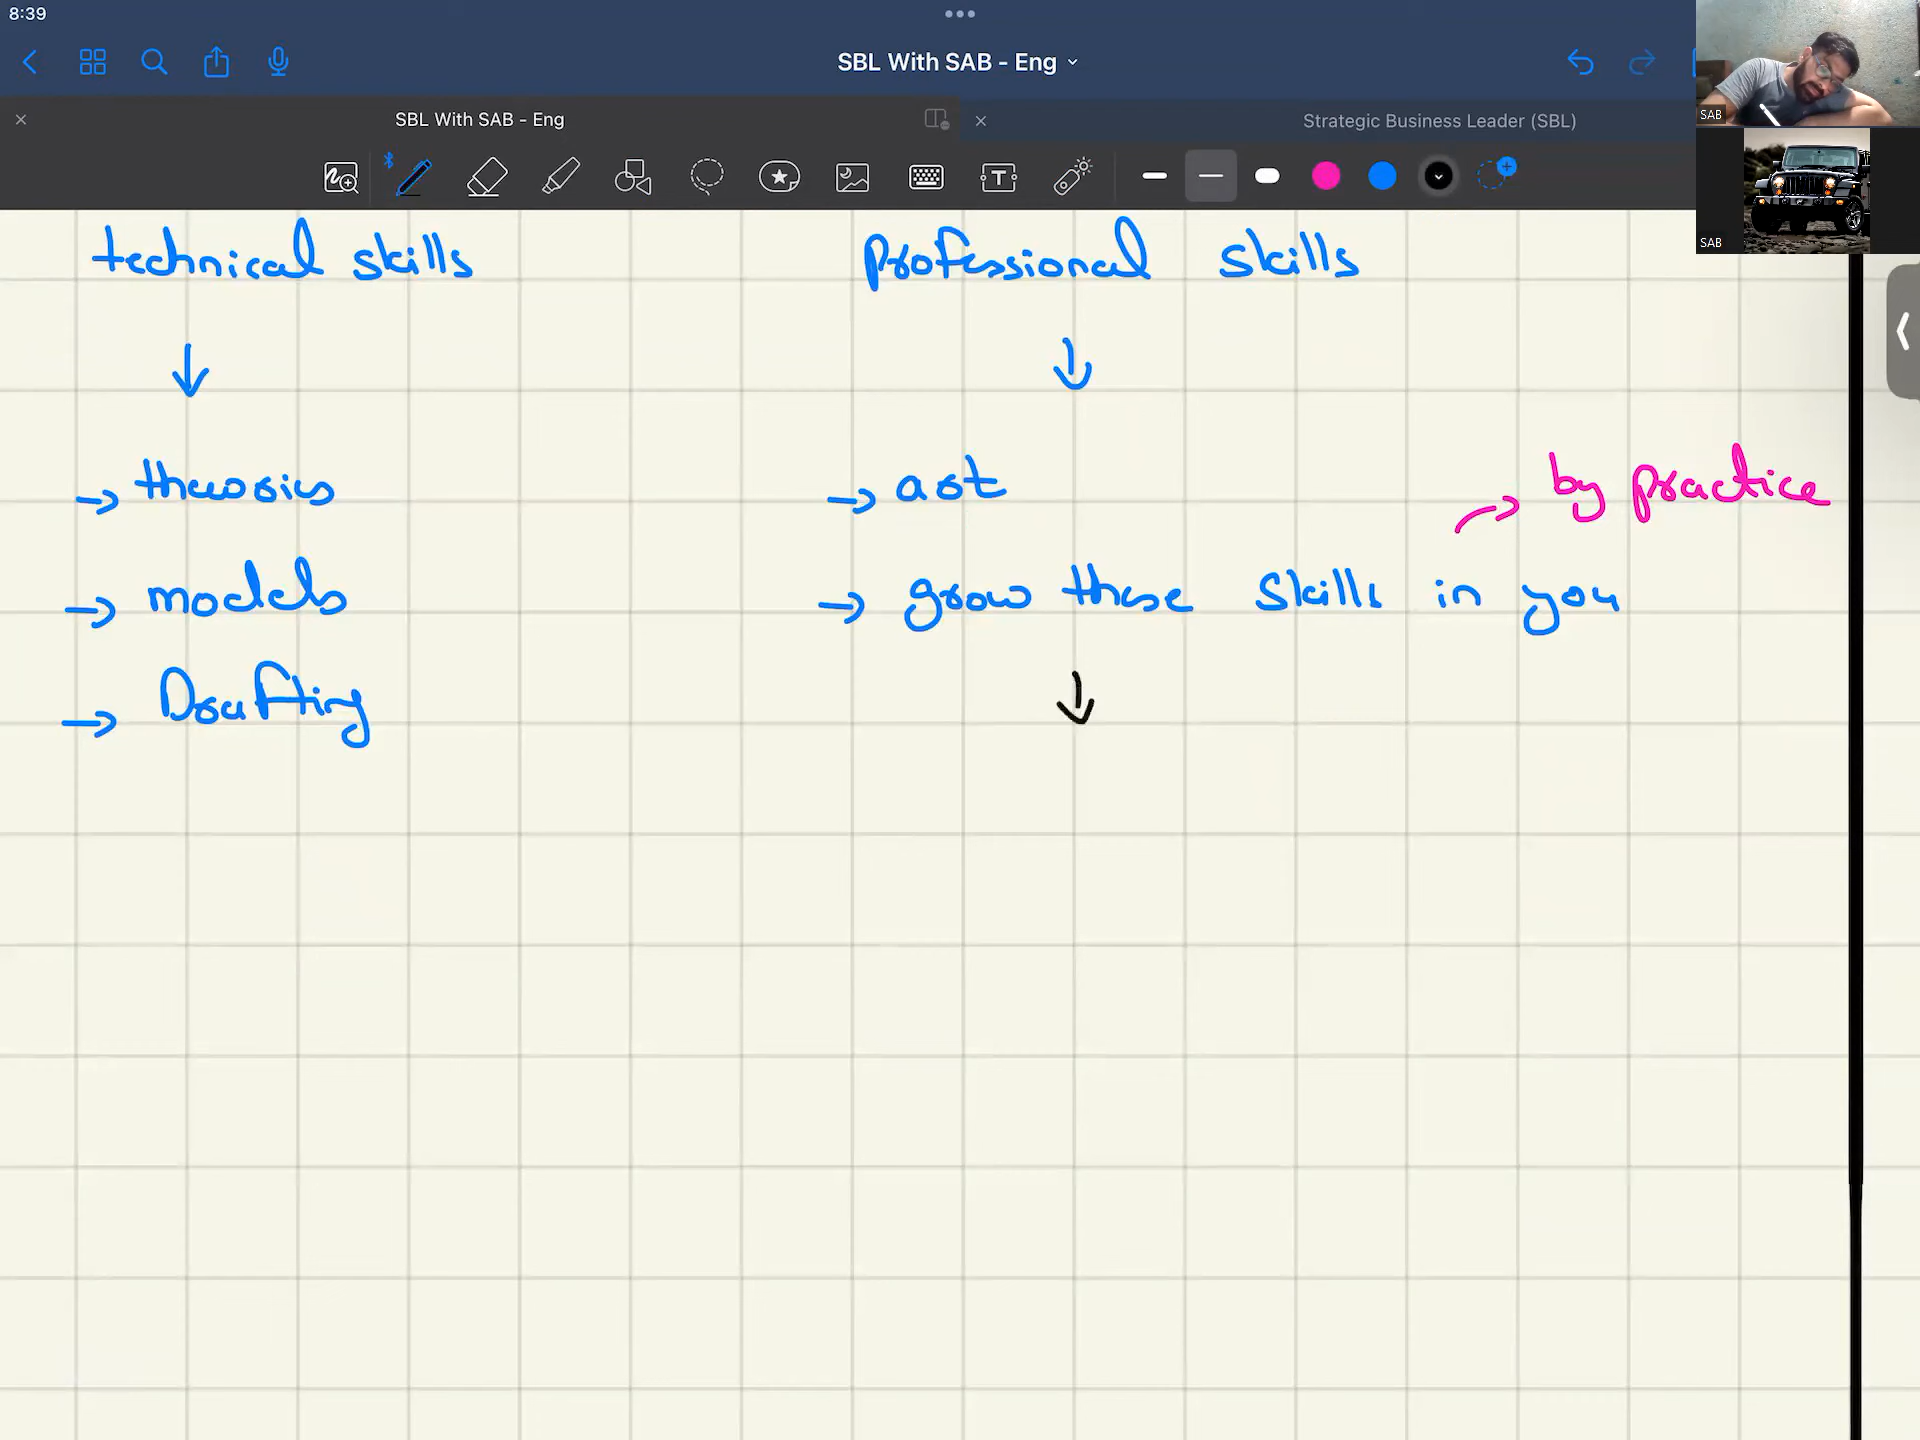 8:39
SBL With SAB - Eng
SBL With SAB - Eng
Strategic Business Leader (SBL)
SAB
SAB
technical skills
Professional skills
→ theories
→ art
→ by practice
→ models
→ grow these skills in you
→ Drafting